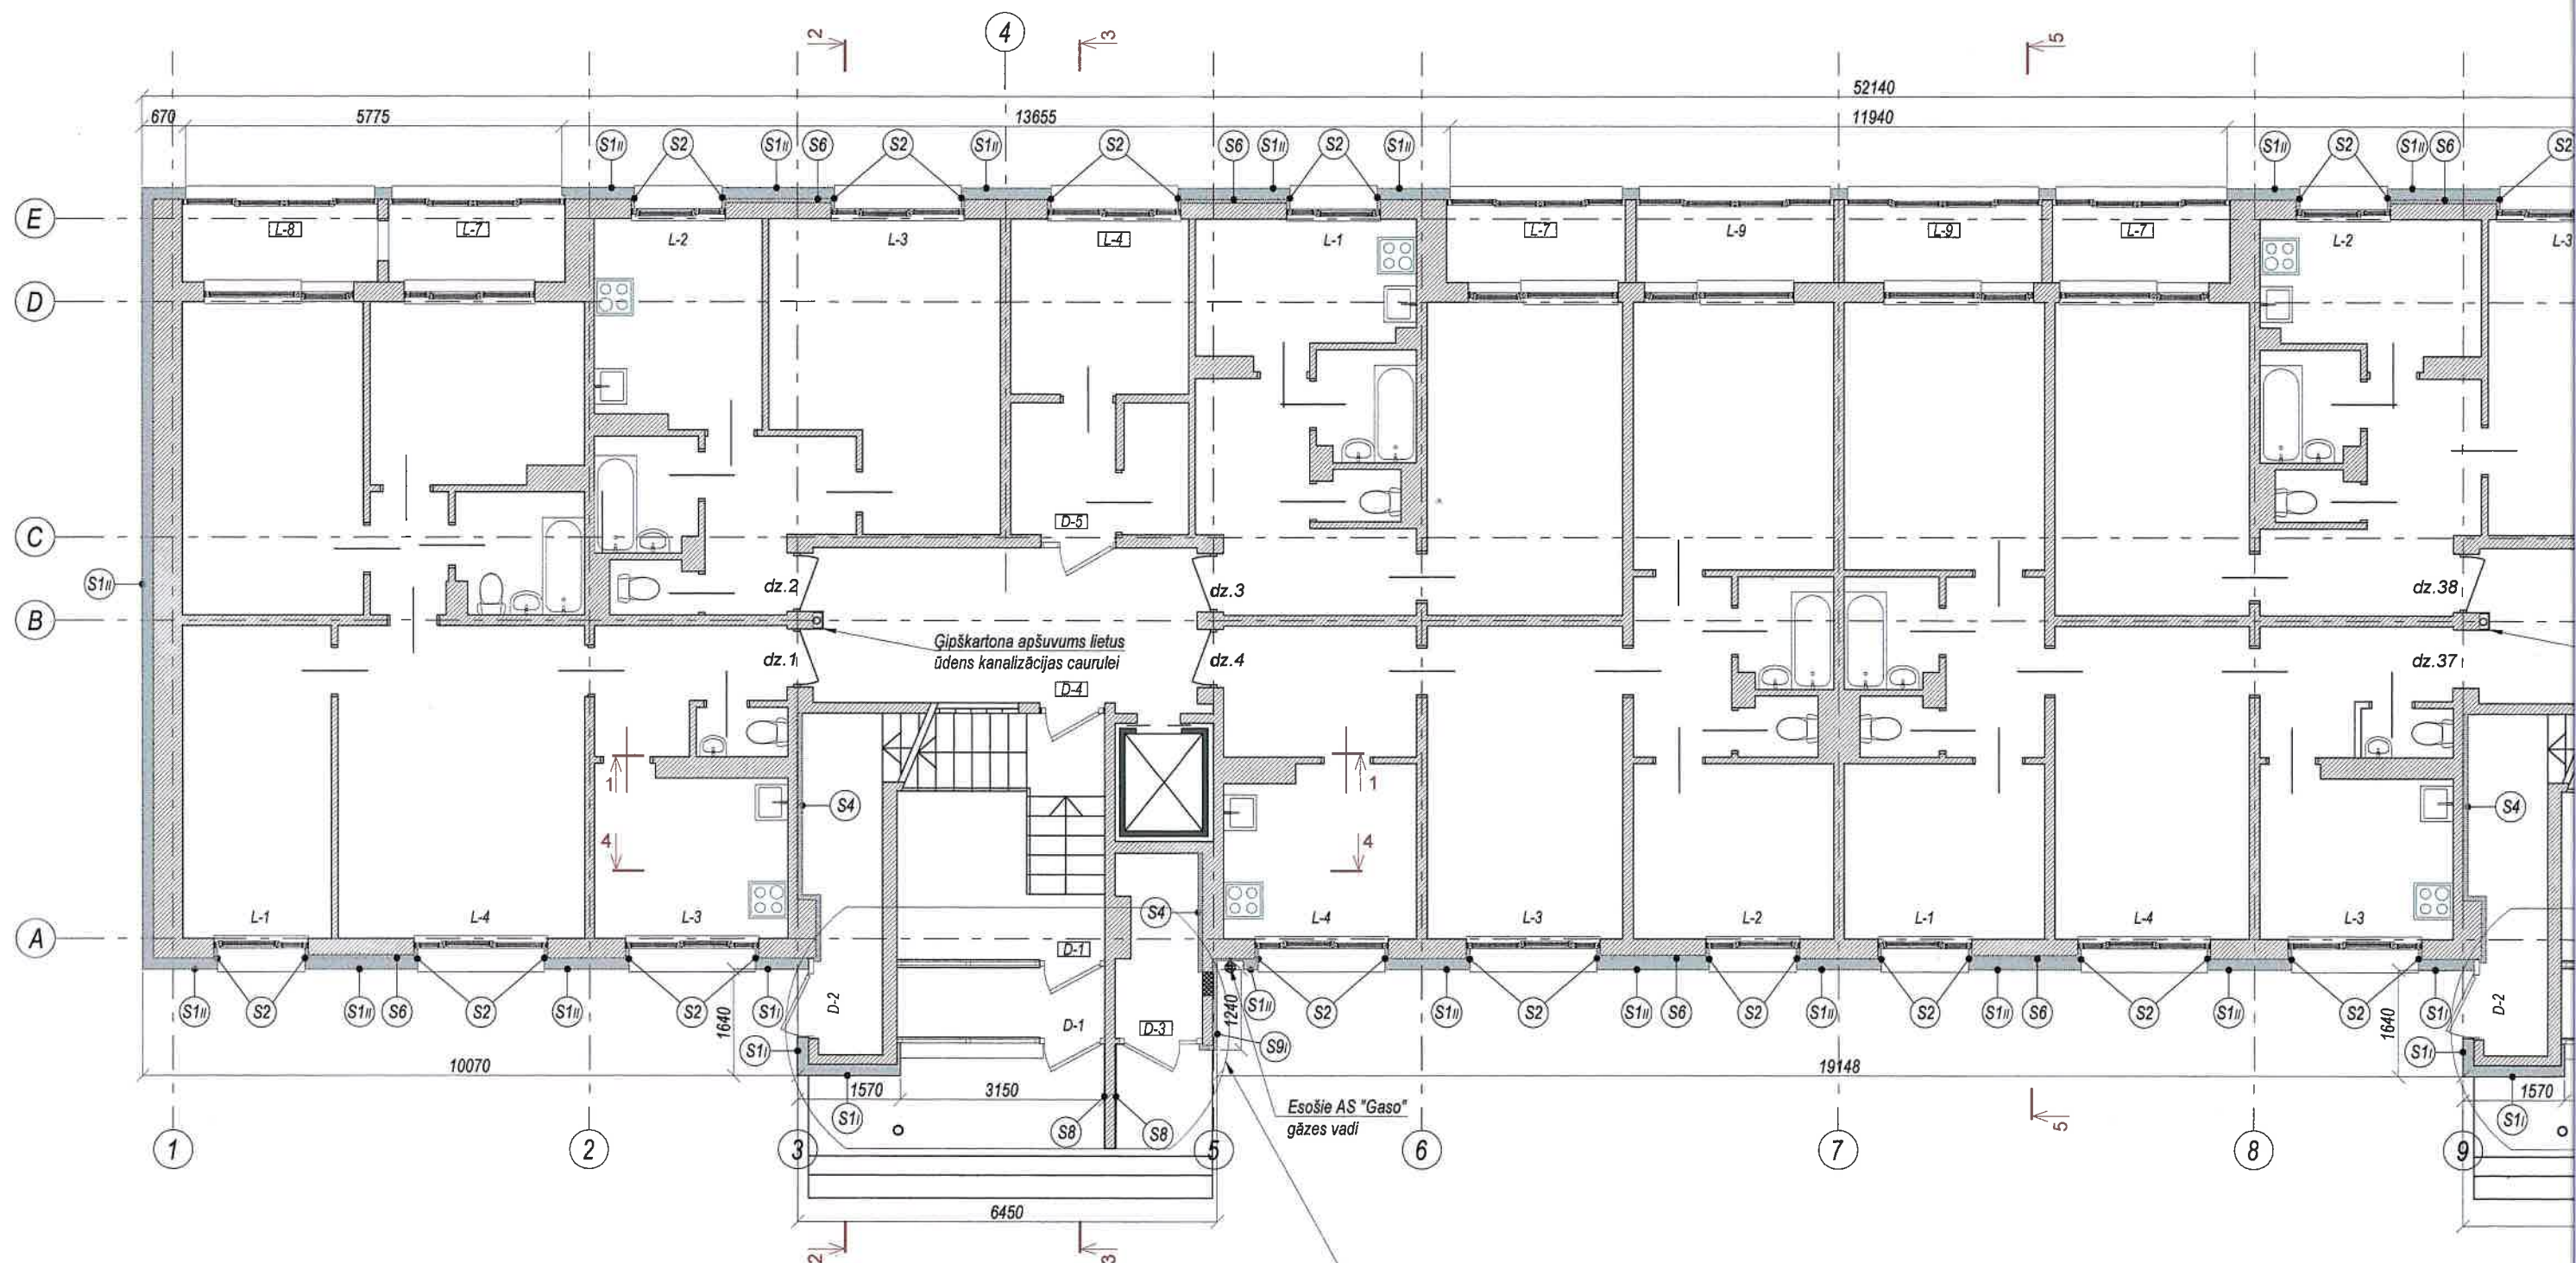 4
2
3
5
52140
670
5775
13655
11940
S1II
S2
S1II
S6
S2
S1II
S2
S6
S1II
S2
S1II
S1II
S2
S1II
S6
S2
E
L-8
L-7
L-2
L-3
L-4
L-1
L-7
L-9
L-9
L-7
L-2
L-3
D
C
D-5
S1II
dz.2
dz.3
dz.38
B
Ģipškartona apšuvums lietus
ūdens kanalizācijas caurulei
dz.1
dz.4
dz.37
D-4
1
1
S4
S4
4
4
L-1
L-4
L-3
S4
L-4
L-3
L-2
L-1
L-4
L-3
A
D-1
S1II
S2
S1II
S6
S2
S1II
S2
1640
S1I
D-2
D-1
D-3
1240
S1II
S2
S1II
S2
S1II
S6
S2
S1II
S2
S1II
S6
S2
S1II
S2
1640
S1I
D-2
S1I
S9I
S1I
10070
19148
1570
3150
1570
S1I
S8
S8
Esošie AS "Gaso"
gāzes vadi
5
S1I
1
2
3
5
6
7
8
9
6450
2
3